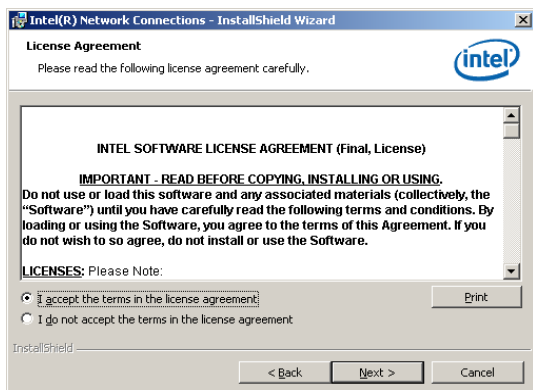 Intel(R) Network Connections - InstallShield Wizard
License Agreement
Please read the following license agreement carefully.
intel
INTEL SOFTWARE LICENSE AGREEMENT (Final, License)
IMPORTANT - READ BEFORE COPYING, INSTALLING OR USING.
Do not use or load this software and any associated materials (collectively, the
“Software”) until you have carefully read the following terms and conditions. By
loading or using the Software, you agree to the terms of this Agreement. If you
do not wish to so agree, do not install or use the Software.
LICENSES: Please Note:
I accept the terms in the license agreement
Print
I do not accept the terms in the license agreement
InstallShield
< Back
Next >
Cancel